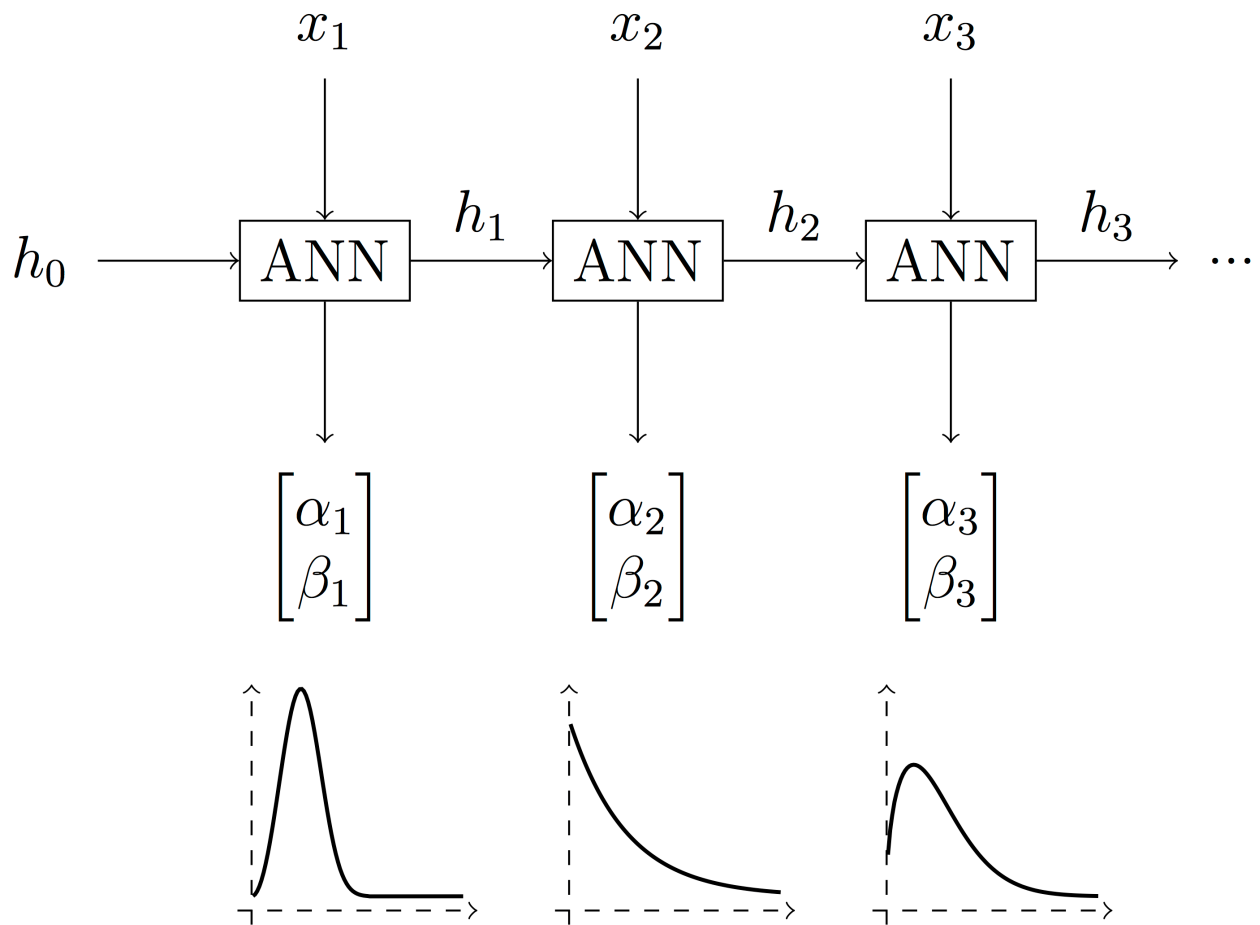 x₁ x₂ x₃
h₁ h₂ h₃
h₀ ANN ANN ANN ...
α₁ α₂ α₃
β₁ β₂ β₃